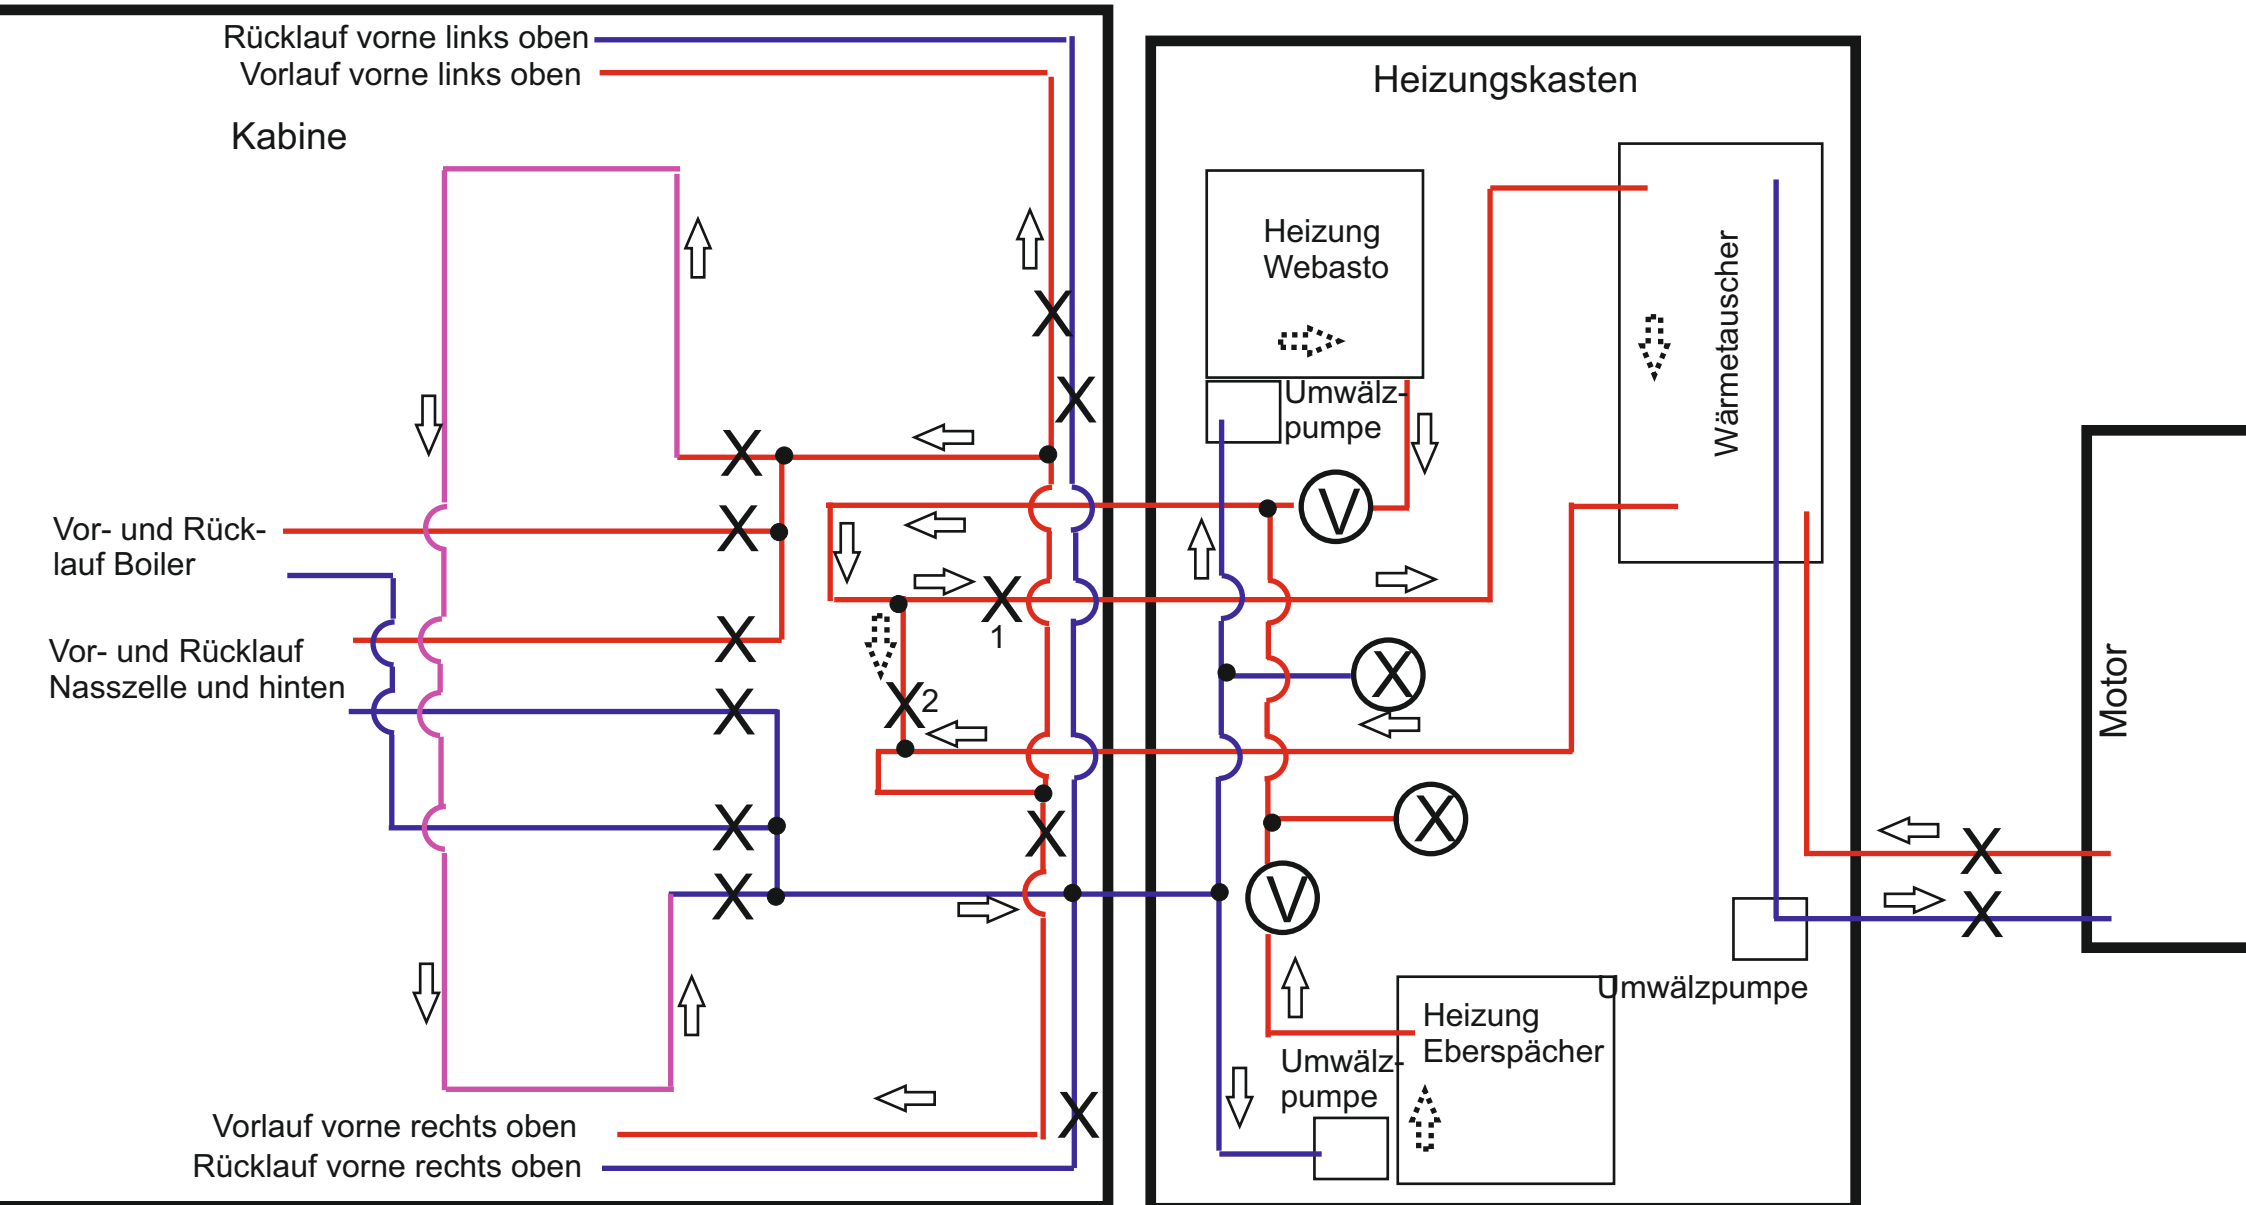 Rücklauf vorne links oben
Vorlauf vorne links oben
Kabine
Heizungskasten
Heizung
Webasto
Umwälz-
pumpe
Wärmetauscher
V
X
X
X
X
Vor- und Rück-
lauf Boiler
X
X
1
Vor- und Rücklauf
Nasszelle und hinten
X
X
X
2
X
Motor
X
X
X
X
X
V
X
X
Umwälzpumpe
Heizung
Eberspächer
Umwälz-
pumpe
X
Vorlauf vorne rechts oben
Rücklauf vorne rechts oben